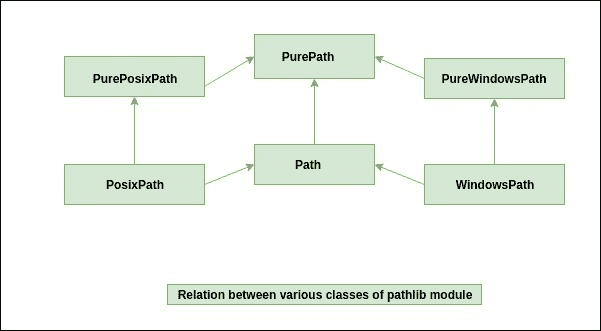 PurePath
PurePosixPath
PureWindowsPath
Path
PosixPath
WindowsPath
Relation between various classes of pathlib module